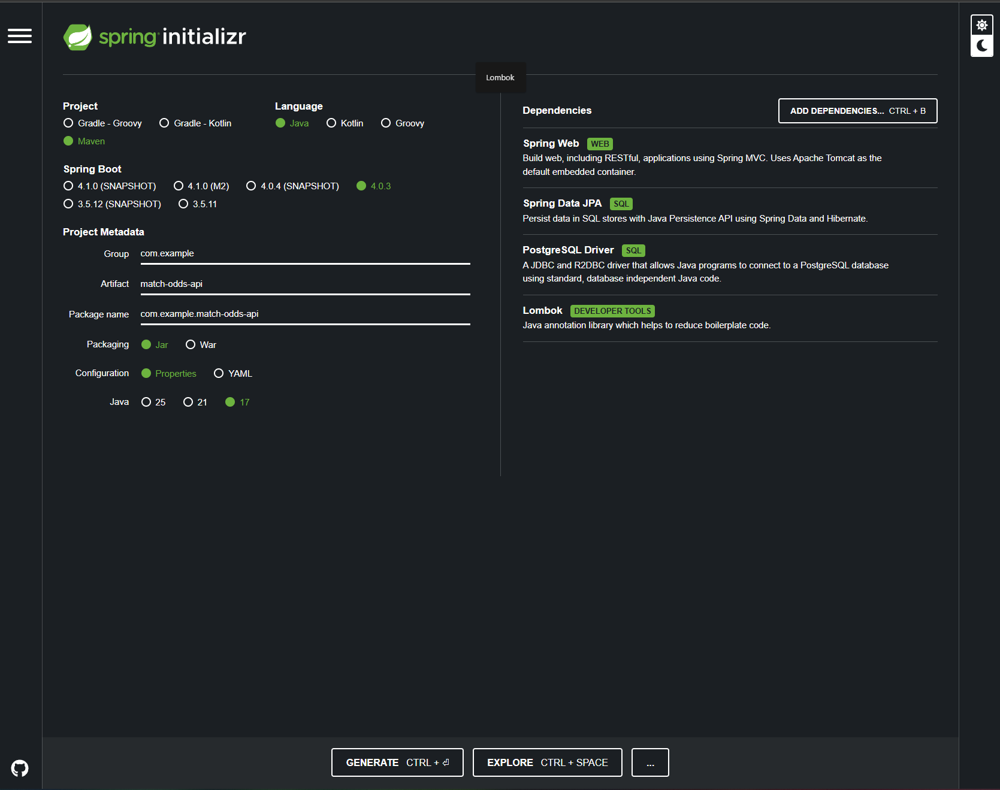 spring initializr
Lombok
Project
Gradle - Groovy Gradle - Kotlin
Maven
Language
Java Kotlin Groovy
Spring Boot
4.1.0 (SNAPSHOT) 4.1.0 (M2) 4.0.4 (SNAPSHOT) 4.0.3
3.5.12 (SNAPSHOT) 3.5.11
Project Metadata
Group com.example
Artifact match-odds-api
Package name com.example.match-odds-api
Packaging Jar War
Configuration Properties YAML
Java 25 21 17
Dependencies ADD DEPENDENCIES... CTRL + B
Spring Web WEB
Build web, including RESTful, applications using Spring MVC. Uses Apache Tomcat as the
default embedded container.
Spring Data JPA SQL
Persist data in SQL stores with Java Persistence API using Spring Data and Hibernate.
PostgreSQL Driver SQL
A JDBC and R2DBC driver that allows Java programs to connect to a PostgreSQL database
using standard, database independent Java code.
Lombok DEVELOPER TOOLS
Java annotation library which helps to reduce boilerplate code.
GENERATE CTRL + ⏎ EXPLORE CTRL + SPACE ...